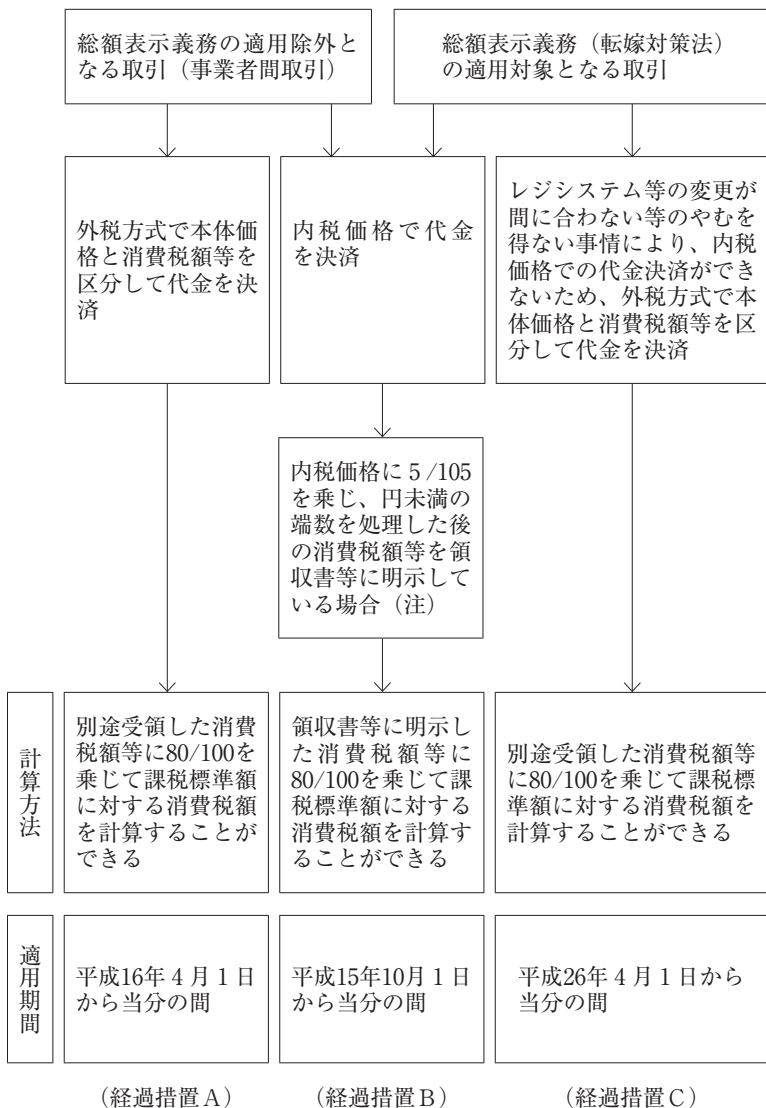 総額表示義務の適用除外と
なる取引（事業者間取引）
総額表示義務（転嫁対策法）
の適用対象となる取引
外税方式で本体価
格と消費税額等を
区分して代金を決
済
内税価格で代金
を決済
レジシステム等の変更が
間に合わない等のやむを
得ない事情により、内税
価格での代金決済ができ
ないため、外税方式で本
体価格と消費税額等を区
分して代金を決済
内税価格に５/105
を乗じ、円未満の
端数を処理した後
の消費税額等を領
収書等に明示して
いる場合（注）
計算方法
別途受領した消費
税額等に80/100を
乗じて課税標準額
に対する消費税額
を計算することが
できる
領収書等に明示し
た消費税額等に
80/100を乗じて課
税標準額に対する
消費税額を計算す
ることができる
別途受領した消費税額等
に80/100を乗じて課税標
準額に対する消費税額を
計算することができる
適用期間
平成16年４月１日
から当分の間
平成15年10月１日
から当分の間
平成26年４月１日から
当分の間
（経過措置Ａ）
（経過措置Ｂ）
（経過措置Ｃ）